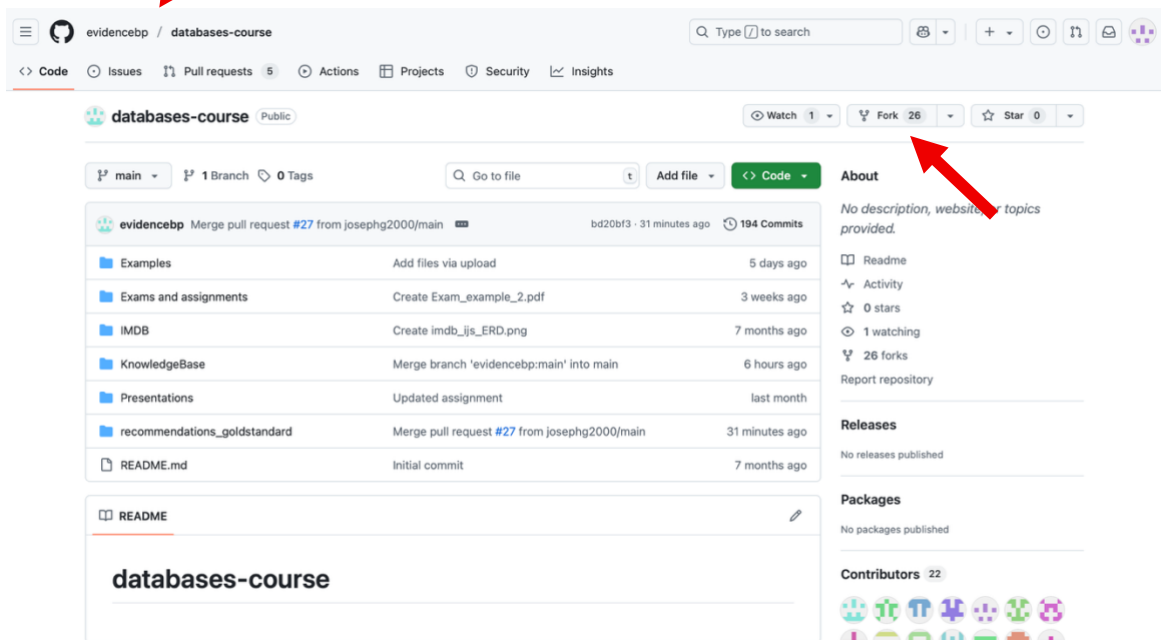 evidencebp / databases-course
Type / to search
Code Issues Pull requests 5 Actions Projects Security Insights
databases-course Public
Watch 1 Fork 26 Star 0
main 1 Branch 0 Tags
Go to file t Add file Code
evidencebp Merge pull request #27 from josephg2000/main bd20bf3 · 31 minutes ago 194 Commits
Examples Add files via upload 5 days ago
Exams and assignments Create Exam_example_2.pdf 3 weeks ago
IMDB Create imdb_ijs_ERD.png 7 months ago
KnowledgeBase Merge branch 'evidencebp:main' into main 6 hours ago
Presentations Updated assignment last month
recommendations_goldstandard Merge pull request #27 from josephg2000/main 31 minutes ago
README.md Initial commit 7 months ago
README
databases-course
About
No description, website, or topics
provided.
Readme
Activity
0 stars
1 watching
26 forks
Report repository
Releases
No releases published
Packages
No packages published
Contributors 22